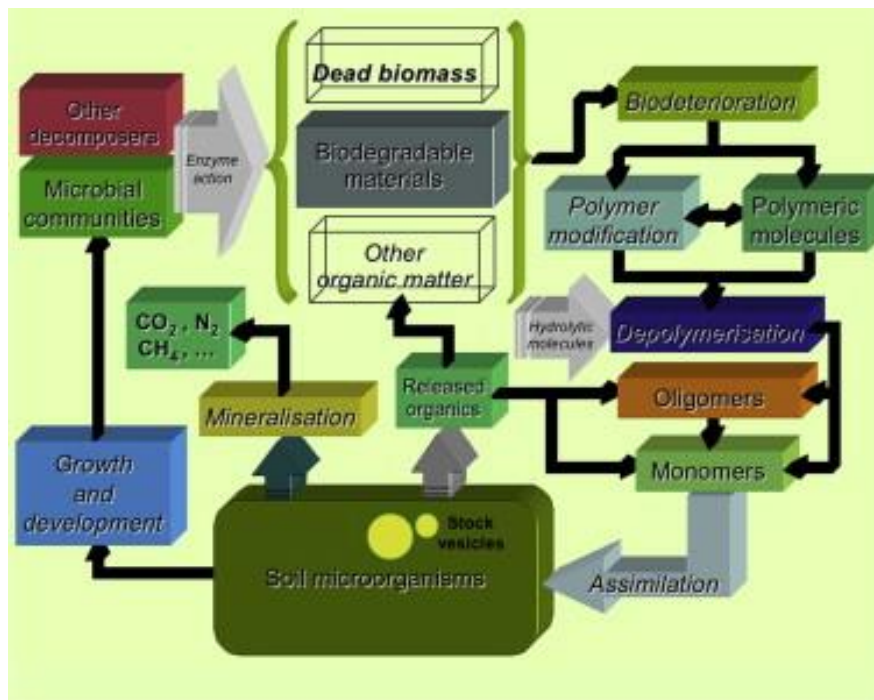 Dead biomass
Other
decomposers
Microbial
communities
Enzyme
action
Biodegradable
materials
Other
organic matter
Biodeterioration
Polymer
modification
Polymeric
molecules
Hydrolytic
molecules
Depolymerisation
CO₂ , N₂
CH₄, ...
Mineralisation
Released
organics
Oligomers
Monomers
Growth
and
development
Stock
vesicles
Soil microorganisms
Assimilation